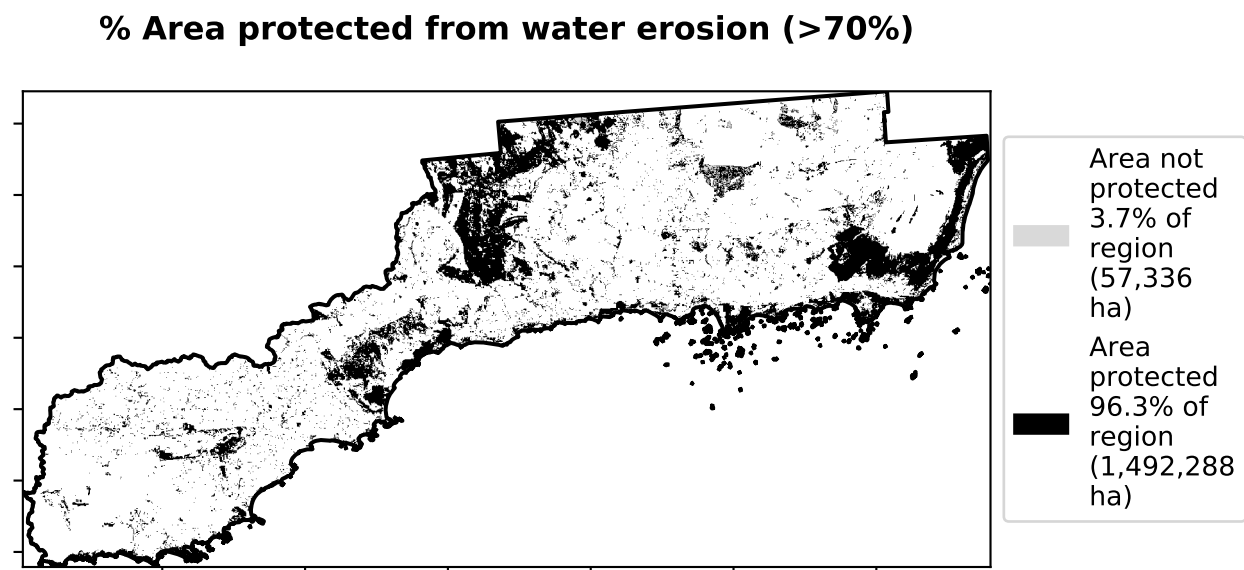 % Area protected from water erosion (>70%)
Area not
protected
3.7% of
region
(57,336
ha)
Area
protected
96.3% of
region
(1,492,288
ha)